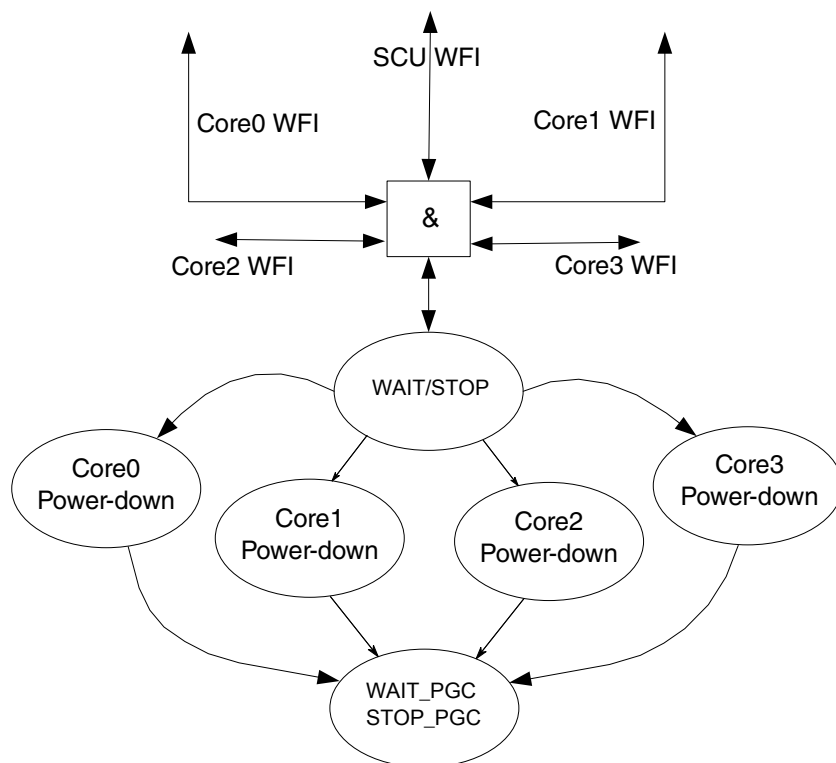 SCU WFI
Core0 WFI
Core1 WFI
&
Core2 WFI
Core3 WFI
WAIT/STOP
Core0
Power-down
Core1
Power-down
Core2
Power-down
Core3
Power-down
WAIT_PGC
STOP_PGC